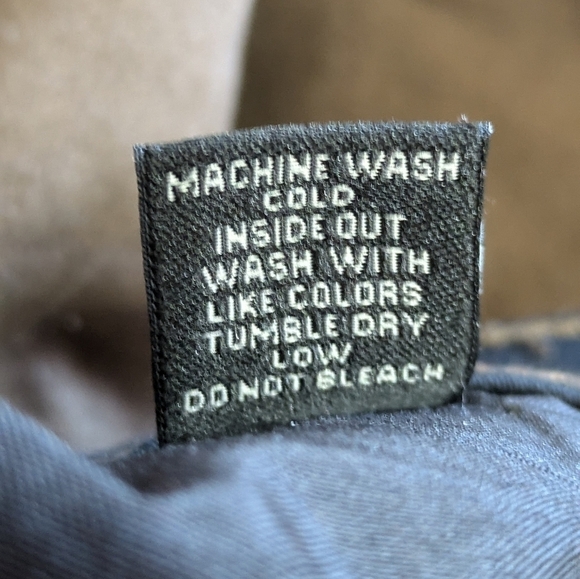 MACHINE WASH
COLD
INSIDE OUT
WASH WITH
LIKE COLORS
TUMBLE DRY
LOW
DO NOT BLEACH